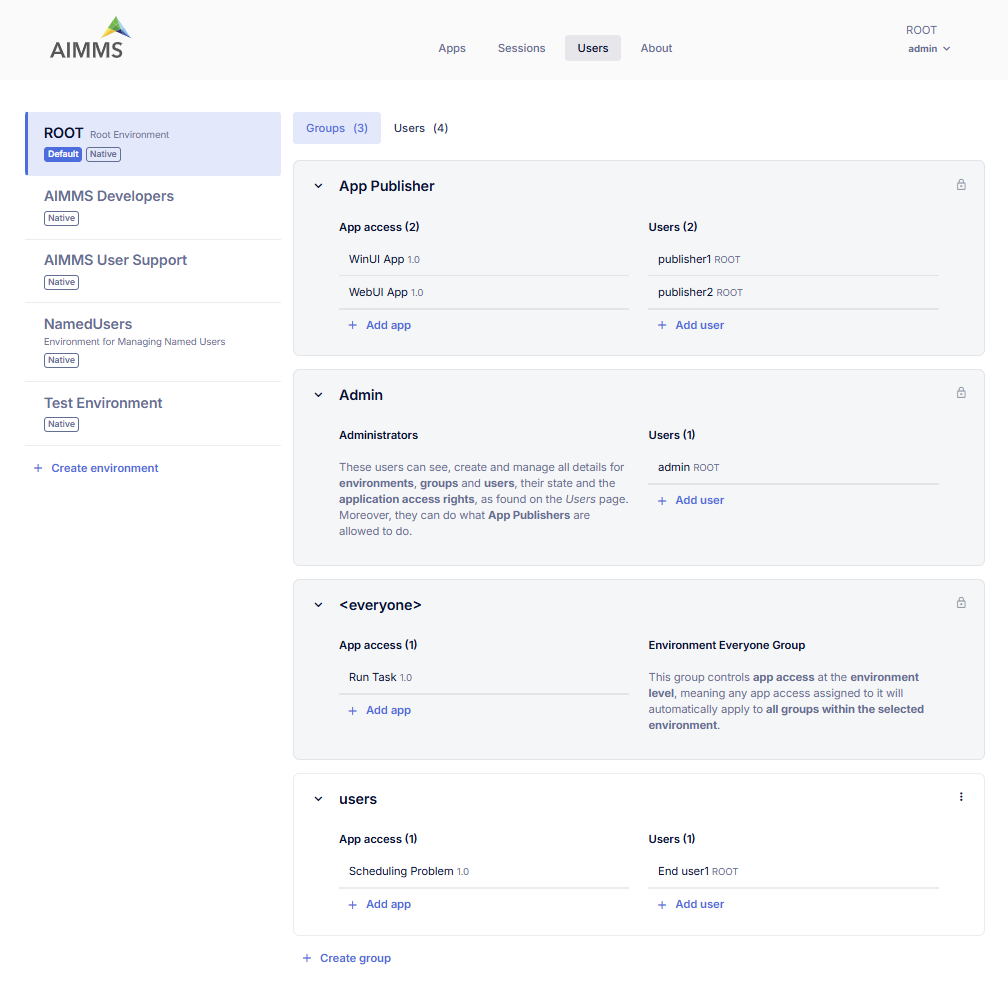 AIMMS
Apps
Sessions
Users
About
ROOT
admin
ROOT Root Environment
Default Native
AIMMS Developers
Native
AIMMS User Support
Native
NamedUsers
Environment for Managing Named Users
Native
Test Environment
Native
+ Create environment
Groups (3)
Users (4)
App Publisher
App access (2)
WinUI App 1.0
WebUI App 1.0
+ Add app
Users (2)
publisher1 ROOT
publisher2 ROOT
+ Add user
Admin
Administrators
These users can see, create and manage all details for
environments, groups and users, their state and the
application access rights, as found on the Users page.
Moreover, they can do what App Publishers are
allowed to do.
Users (1)
admin ROOT
+ Add user
<everyone>
App access (1)
Run Task 1.0
+ Add app
Environment Everyone Group
This group controls app access at the environment
level, meaning any app access assigned to it will
automatically apply to all groups within the selected
environment.
users
App access (1)
Scheduling Problem 1.0
+ Add app
Users (1)
End user1 ROOT
+ Add user
+ Create group